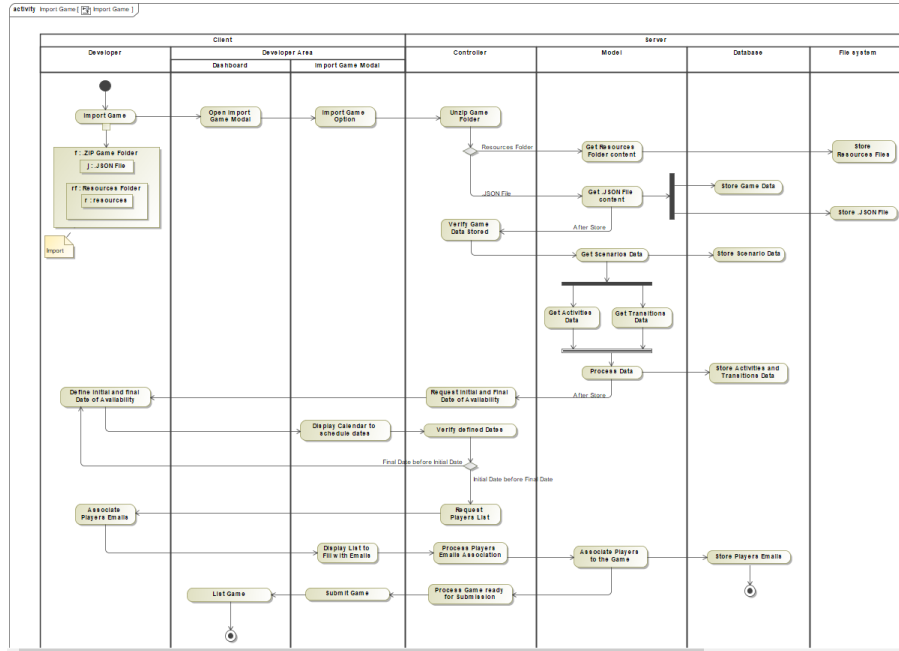 activity Import Game [ Import Game ]
Client
Server
Developer
Developer Area
Controller
Model
Database
File system
Dashboard
Import Game Modal
Import Game
Open Import
Game Modal
Import Game
Option
Unzip Game
Folder
Resources Folder
Get Resources
Folder content
Store
Resources Files
f : .ZIP Game Folder
j : .JSON File
rf : Resources Folder
r : resources
.JSON File
Get .JSON File
content
Store Game Data
Store .JSON File
Import
Verify Game
Data Stored
After Store
Get Scenarios Data
Store Scenario Data
Get Activities
Data
Get Transitions
Data
Process Data
Store Activities and
Transitions Data
Define Initial and final
Date of Availability
Request Initial and Final
Date of Availability
After Store
Display Calendar to
schedule dates
Verify defined Dates
Final Date before Initial Date
Initial Date before Final Date
Associate
Players Emails
Request
Players List
Display List to
Fill with Emails
Process Players
Emails Association
Associate Players
to the Game
Store Players Emails
List Game
Submit Game
Process Game ready
for Submission